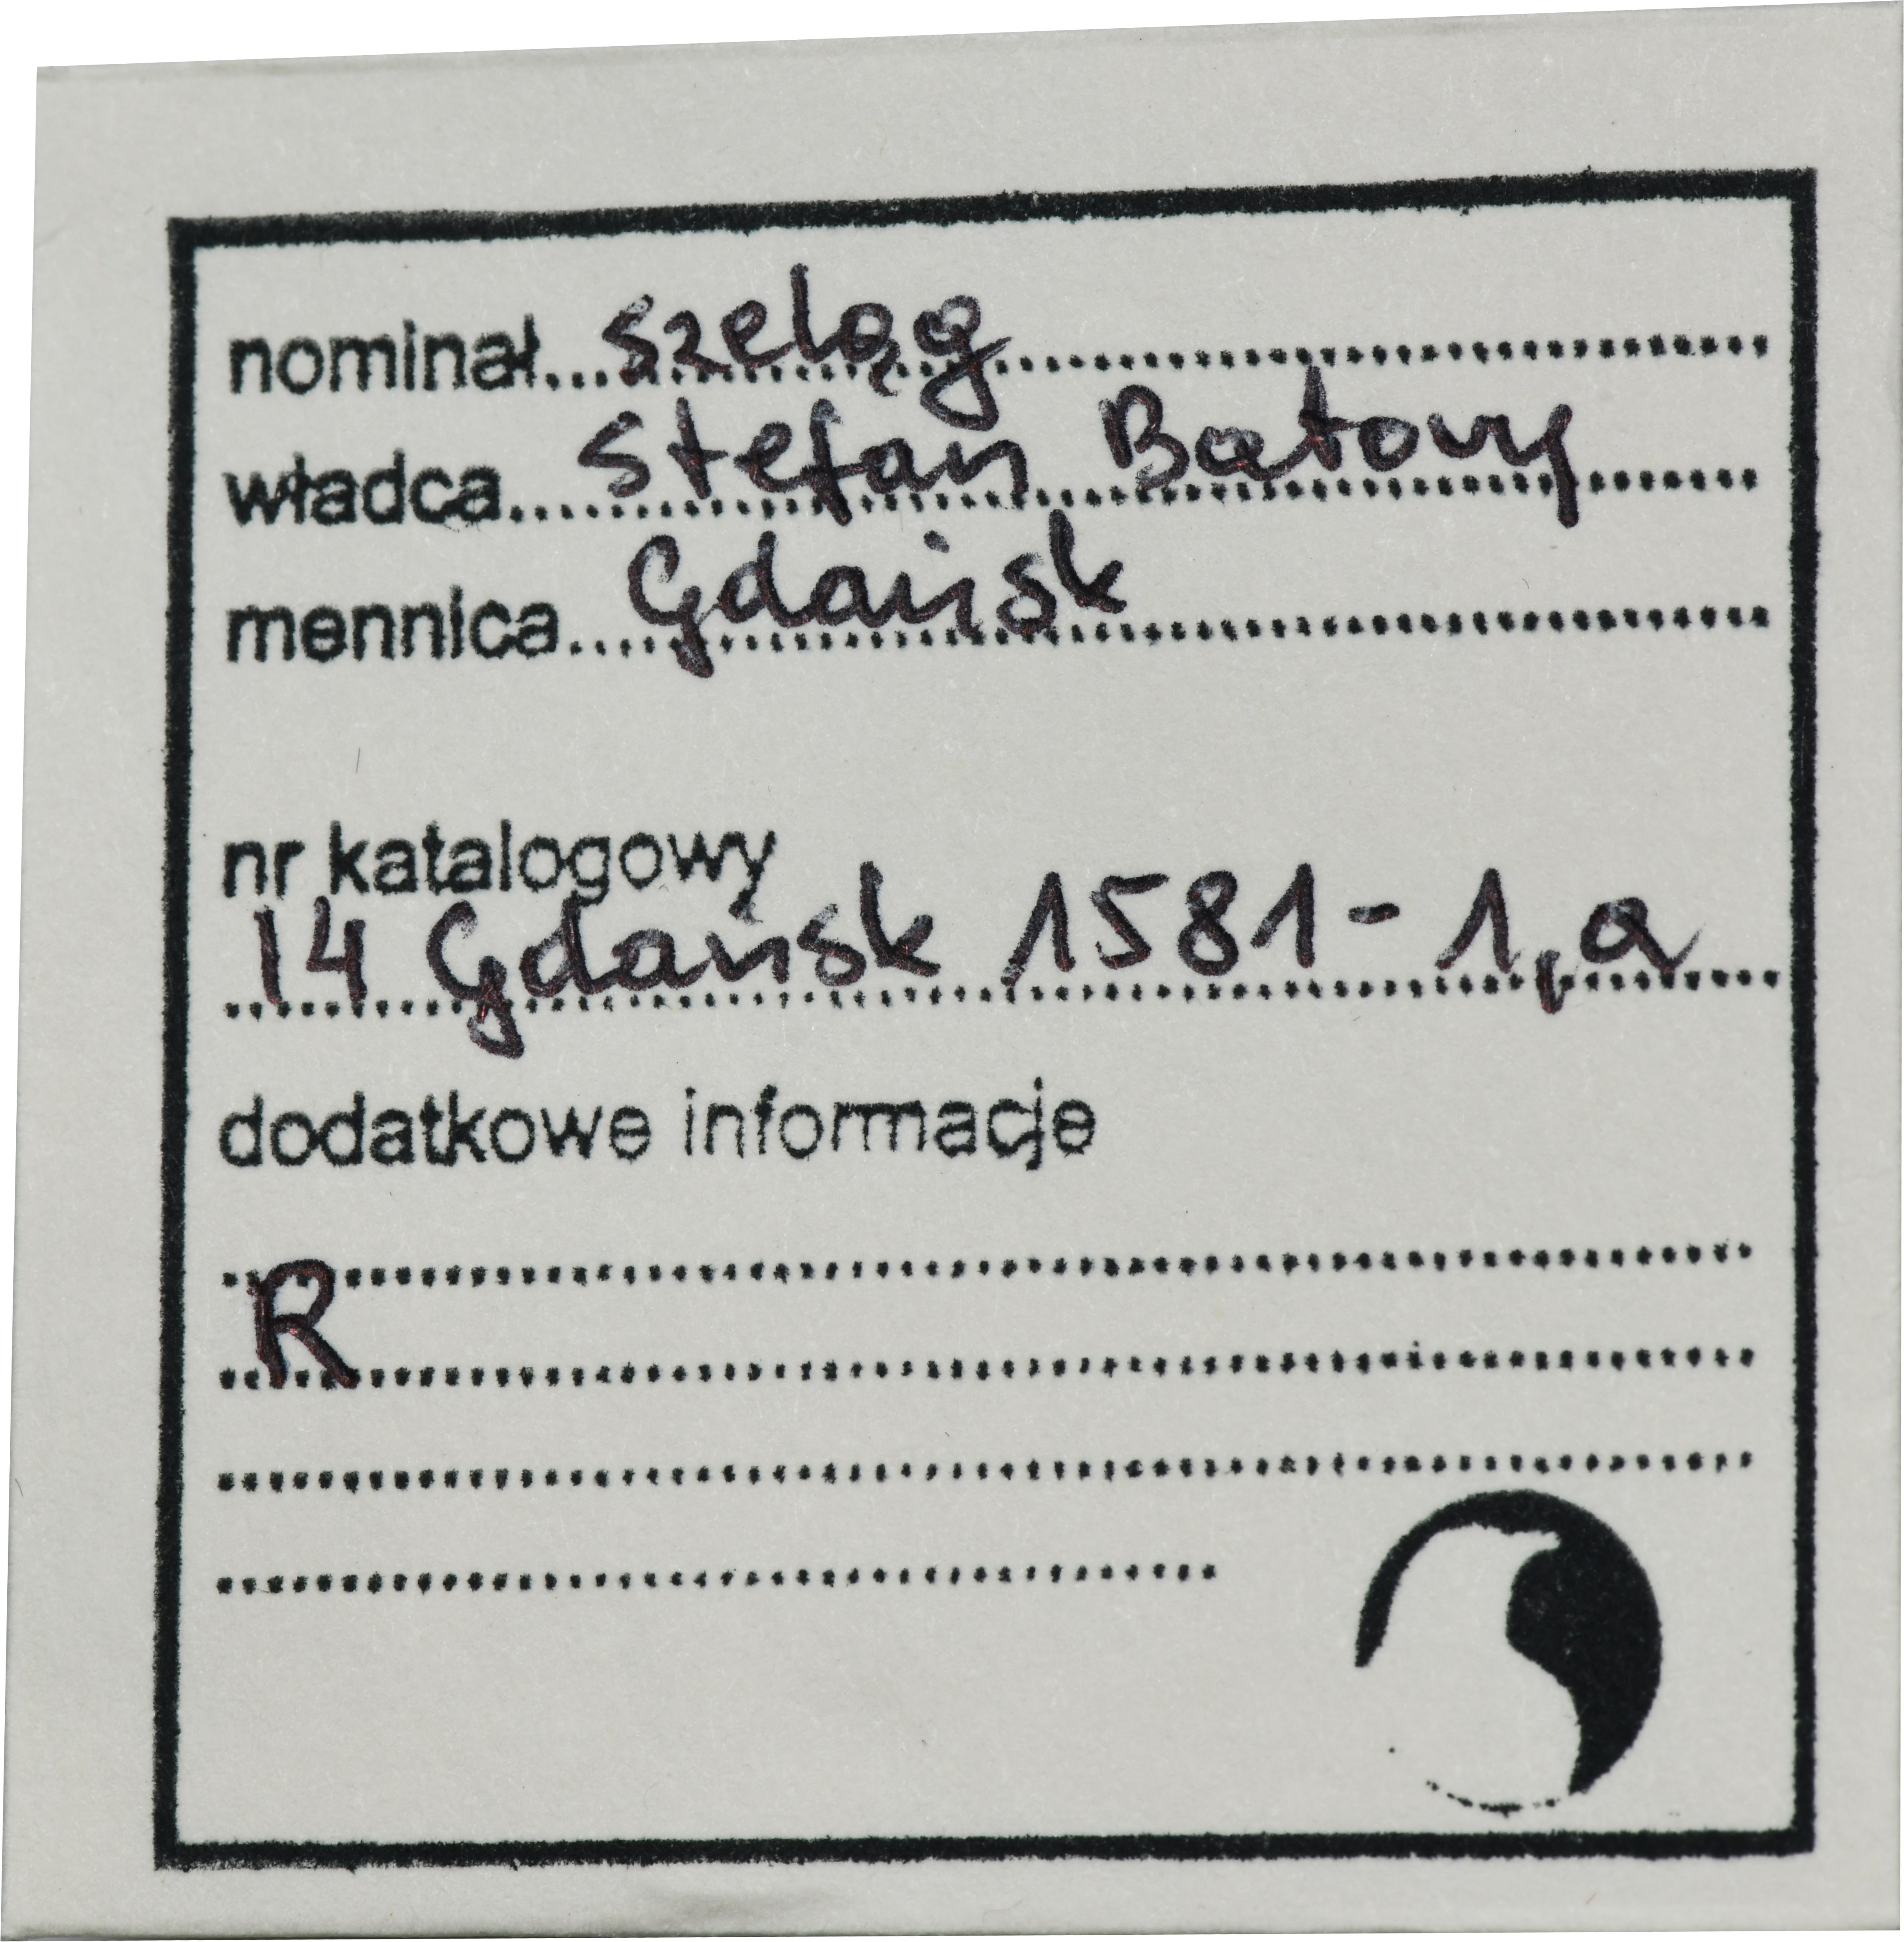 nominał...szeląg
władca...Stefan Batory
mennica...Gdańsk
nr katalogowy
14 Gdańsk 1581-1,a
dodatkowe informacje
R